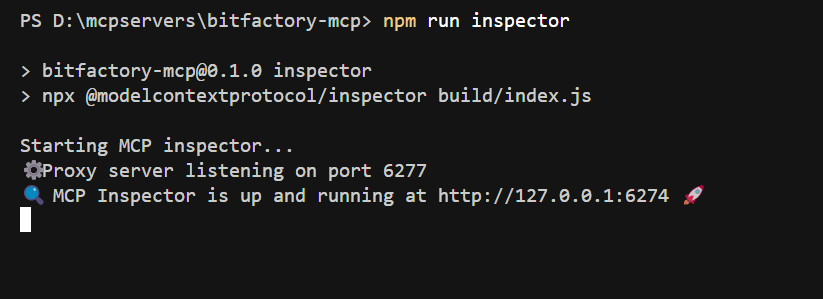 PS D:\mcpservers\bitfactory-mcp> npm run inspector
> bitfactory-mcp@0.1.0 inspector
> npx @modelcontextprotocol/inspector build/index.js
Starting MCP inspector...
⚙️Proxy server listening on port 6277
🔍 MCP Inspector is up and running at http://127.0.0.1:6274 🚀